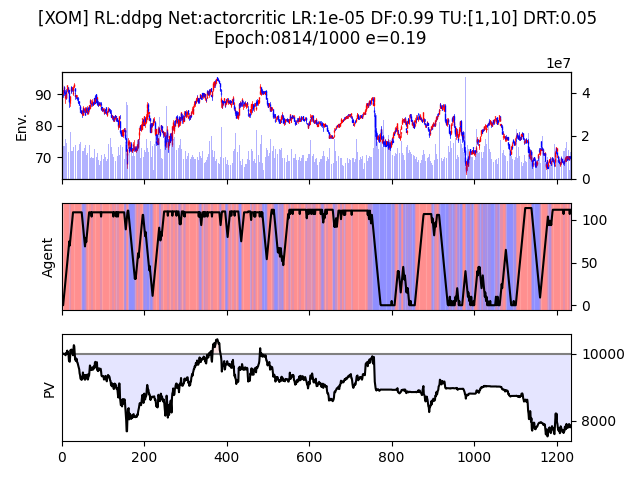 [XOM] RL:ddpg Net:actorcritic LR:1e-05 DF:0.99 TU:[1,10] DRT:0.05
Epoch:0814/1000 e=0.19
1e7
Env.
90
80
70
4
2
0
Agent
100
50
0
PV
10000
8000
0 200 400 600 800 1000 1200